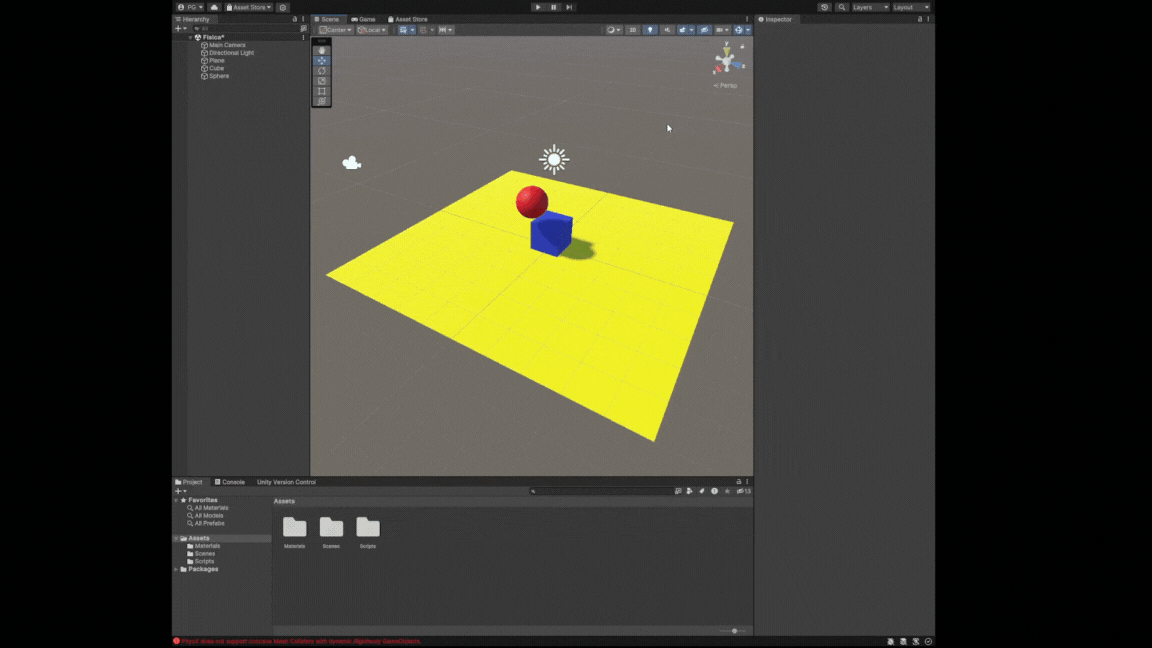 PG Asset Store Layers Layout
Hierarchy Scene Game Asset Store Inspector
All Center Local 2D
Fisica*
Main Camera
Directional Light
Plane
Cube
Sphere
< Persp
Project Console Unity Version Control
13
Favorites Assets
All Materials
All Models
All Prefabs
Assets
Materials
Scenes
Scripts
Packages
Materials Scenes Scripts
PhysX does not support concave Mesh Colliders with dynamic Rigidbody GameObjects.